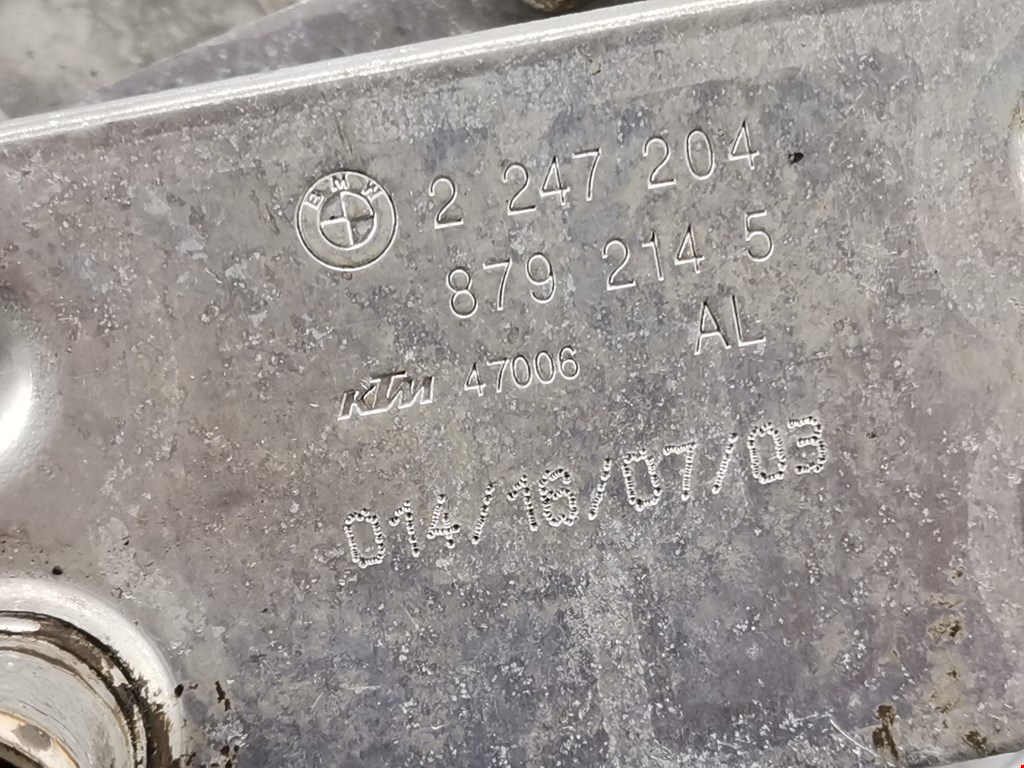 BMW 2 247 204
879 214 5
AL
KTM 47006
014/16/07/03